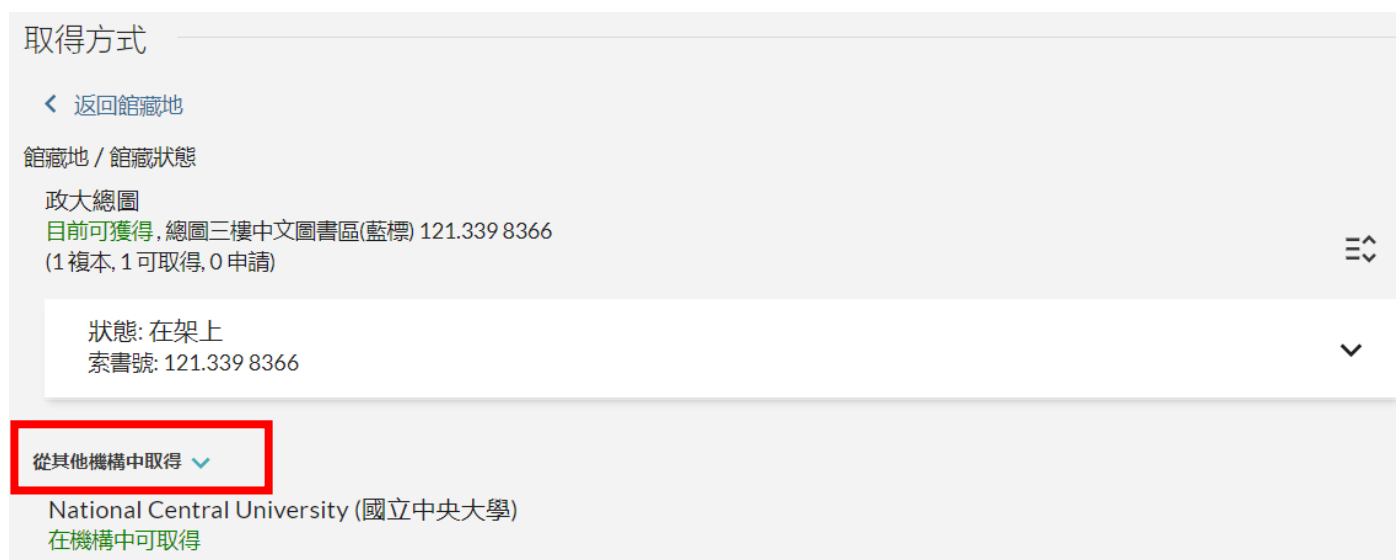 取得方式
返回館藏地
館藏地 / 館藏狀態
政大總圖
目前可獲得 , 總圖三樓中文圖書區(藍標) 121.339 8366
(1 複本, 1 可取得, 0 申請)
狀態: 在架上
索書號: 121.339 8366
從其他機構中取得
National Central University (國立中央大學)
在機構中可取得